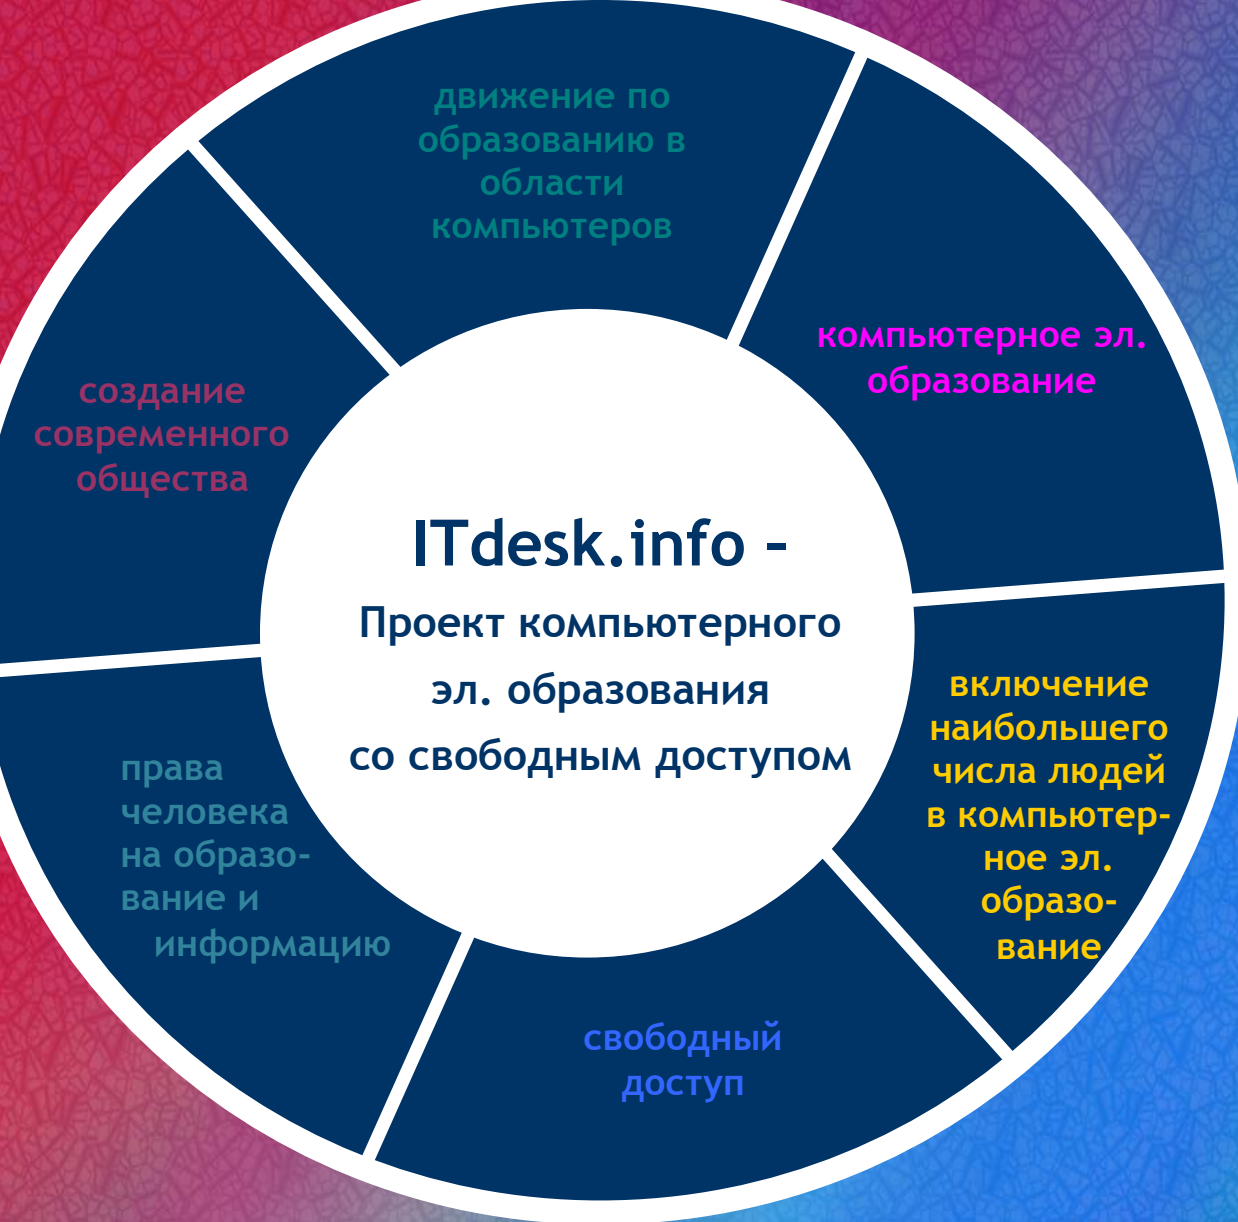 движение по
образованию в
области
компьютеров
компьютерное эл.
образование
создание
современного
общества
ITdesk.info –
Проект компьютерного
эл. образования
со свободным доступом
включение
наибольшего
числа людей
в компьютер-
ное эл.
образо-
вание
права
человека
на образо-
вание и
информацию
свободный
доступ